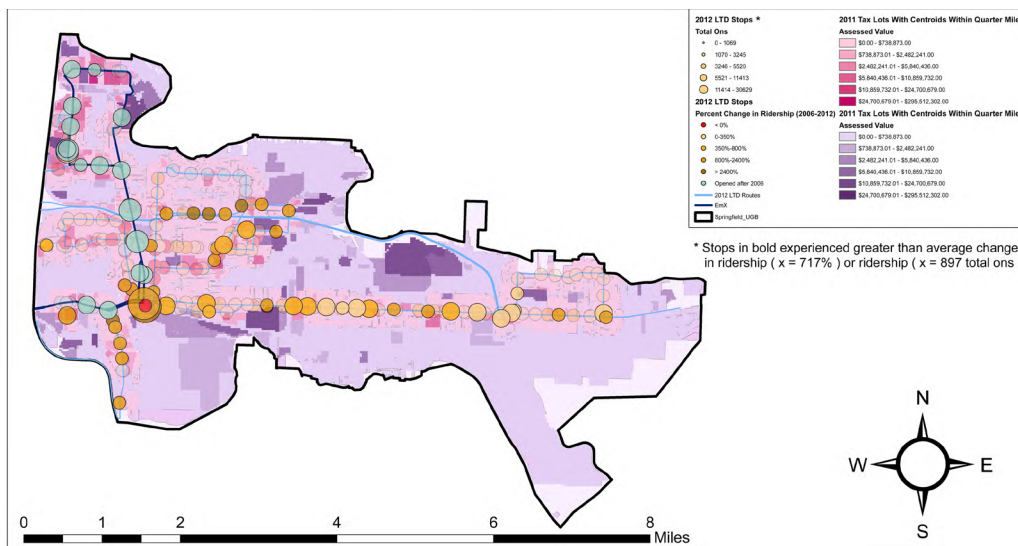 2012 LTD Stops *
Total Ons
0 - 1069
1070 - 3245
3246 - 5520
5521 - 11413
11414 - 30629
2012 LTD Stops
Percent Change in Ridership (2006-2012)
< 0%
0-350%
350%-800%
800%-2400%
> 2400%
Opened after 2006
2012 LTD Routes
EmX
Springfield_UGB
2011 Tax Lots With Centroids Within Quarter Mile
Assessed Value
$0.00 - $738,873.00
$738,873.01 - $2,482,241.00
$2,482,241.01 - $5,840,436.00
$5,840,436.01 - $10,859,732.00
$10,859,732.01 - $24,700,679.00
$24,700,679.01 - $295,512,302.00
2011 Tax Lots With Centroids Within Quarter Mile
Assessed Value
$0.00 - $738,873.00
$738,873.01 - $2,482,241.00
$2,482,241.01 - $5,840,436.00
$5,840,436.01 - $10,859,732.00
$10,859,732.01 - $24,700,679.00
$24,700,679.01 - $295,512,302.00
* Stops in bold experienced greater than average change
in ridership ( x = 717% ) or ridership ( x = 897 total ons
N
W E
S
0 1 2 4 6 8
Miles